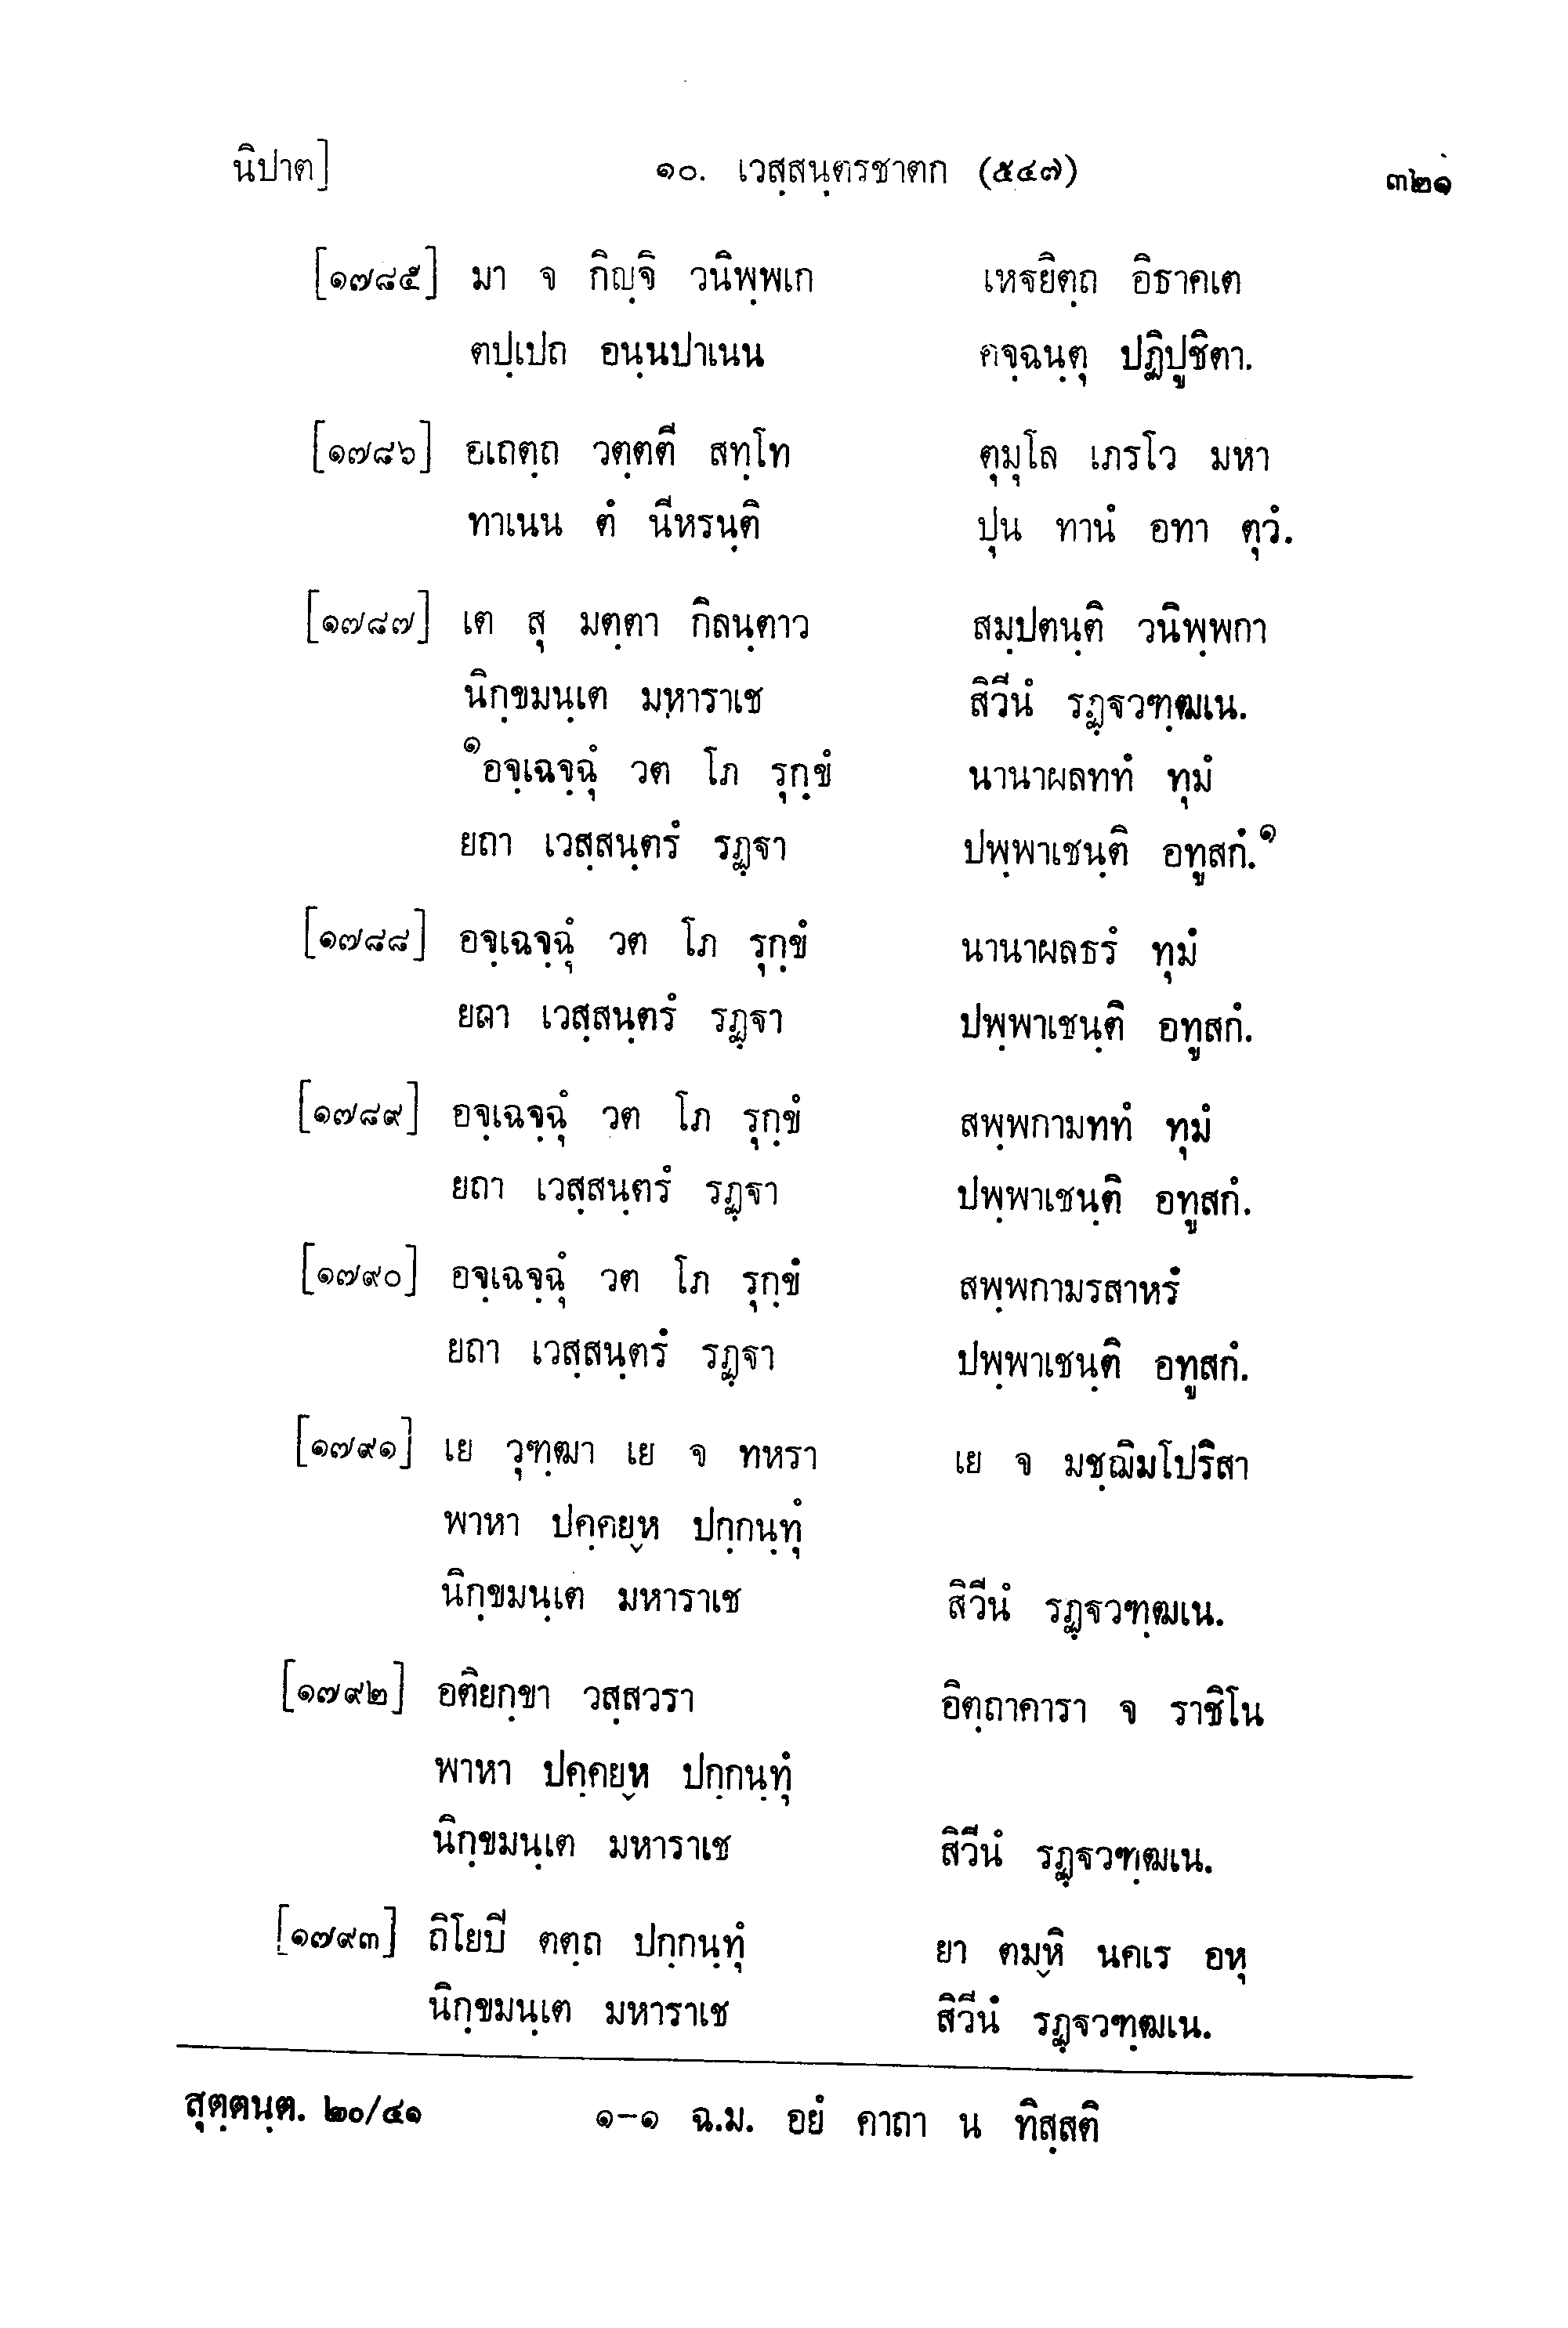 นิปาต] ๑๐. เวสฺสนฺตรชาตก (๕๔๗) ๓๒๑
[๑๗๘๕] มา จ กิญฺจิ วนิพฺพเก เหฐยิตฺถ อิธาคเต
ตปฺเปถ อนฺนปาเนน คจฺฉนฺตุ ปฏิปูชิตา.
[๑๗๘๖] อเถตฺถ วตฺตตี สทฺโท ตุมุโล เภรโว มหา
ทาเนน ตํ นีหรนฺติ ปุน ทานํ อทา ตุวํ.
[๑๗๘๗] เต สุ มตฺตา กิลนฺตาว สมฺปตนฺติ วนิพฺพกา
นิกฺขมนฺเต มหาราเช สิวีนํ รฏฺฐวฑฺฒเน.
๑อจฺเฉจฺฉุํ วต โภ รุกฺขํ นานาผลททํ ทุมํ
ยถา เวสฺสนฺตรํ รฏฺฐา ปพฺพาเชนฺติ อทูสกํ.๑
[๑๗๘๘] อจฺเฉจฺฉุํ วต โภ รุกฺขํ นานาผลธรํ ทุมํ
ยถา เวสฺสนฺตรํ รฏฺฐา ปพฺพาเชนฺติ อทูสกํ.
[๑๗๘๙] อจฺเฉจฺฉุํ วต โภ รุกฺขํ สพฺพกามททํ ทุมํ
ยถา เวสฺสนฺตรํ รฏฺฐา ปพฺพาเชนฺติ อทูสกํ.
[๑๗๙๐] อจฺเฉจฺฉุํ วต โภ รุกฺขํ สพฺพกามรสาหรํ
ยถา เวสฺสนฺตรํ รฏฺฐา ปพฺพาเชนฺติ อทูสกํ.
[๑๗๙๑] เย วุฑฺฒา เย จ ทหรา เย จ มชฺฌิมโปริสา
พาหา ปคฺคยฺห ปกฺกนฺทุํ
นิกฺขมนฺเต มหาราเช สิวีนํ รฏฺฐวฑฺฒเน.
[๑๗๙๒] อติยกฺขา วสฺสวรา อิตฺถาคารา จ ราชิโน
พาหา ปคฺคยฺห ปกฺกนฺทุํ
นิกฺขมนฺเต มหาราเช สิวีนํ รฏฺฐวฑฺฒเน.
[๑๗๙๓] ถิโยปี ตตฺถ ปกฺกนฺทุํ ยา ตมฺหิ นคเร อหุ
นิกฺขมนฺเต มหาราเช สิวีนํ รฏฺฐวฑฺฒเน.
สุตฺตนฺต. ๒๐/๔๑ ๑-๑ ฉ.ม. อยํ คาถา น ทิสฺสติ